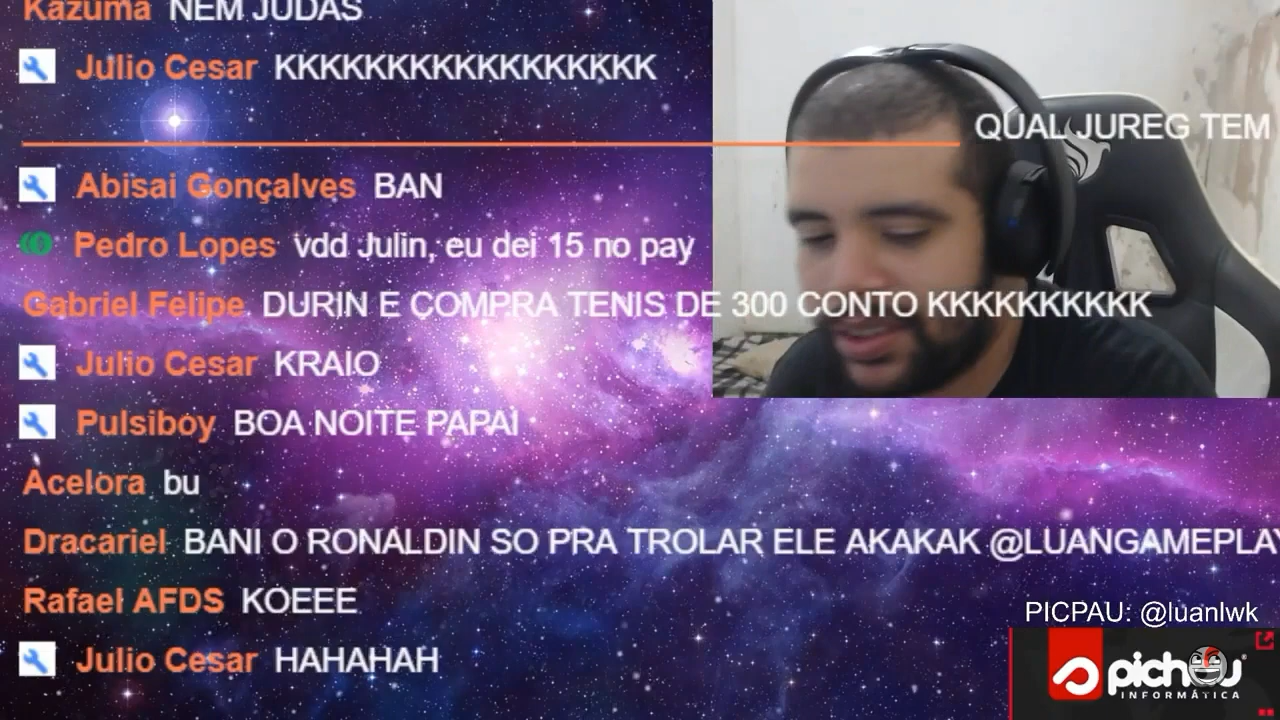 Kazuma NEM JUDAS
Julio Cesar KKKKKKKKKKKKKKKKK
QUAL JUREG TEM
Abisai Gonçalves BAN
Pedro Lopes vdd Julin, eu dei 15 no pay
Gabriel Felipe DURIN E COMPRA TENIS DE 300 CONTO KKKKKKKKKK
Julio Cesar KRAIO
Pulsiboy BOA NOITE PAPAI
Acelora bu
Dracariel BANI O RONALDIN SO PRA TROLAR ELE AKAKAK @LUANGAMEPLAY
Rafael AFDS KOEEE
PICPAU: @luanlwk
Julio Cesar HAHAHAH
pichau
INFORMÁTICA